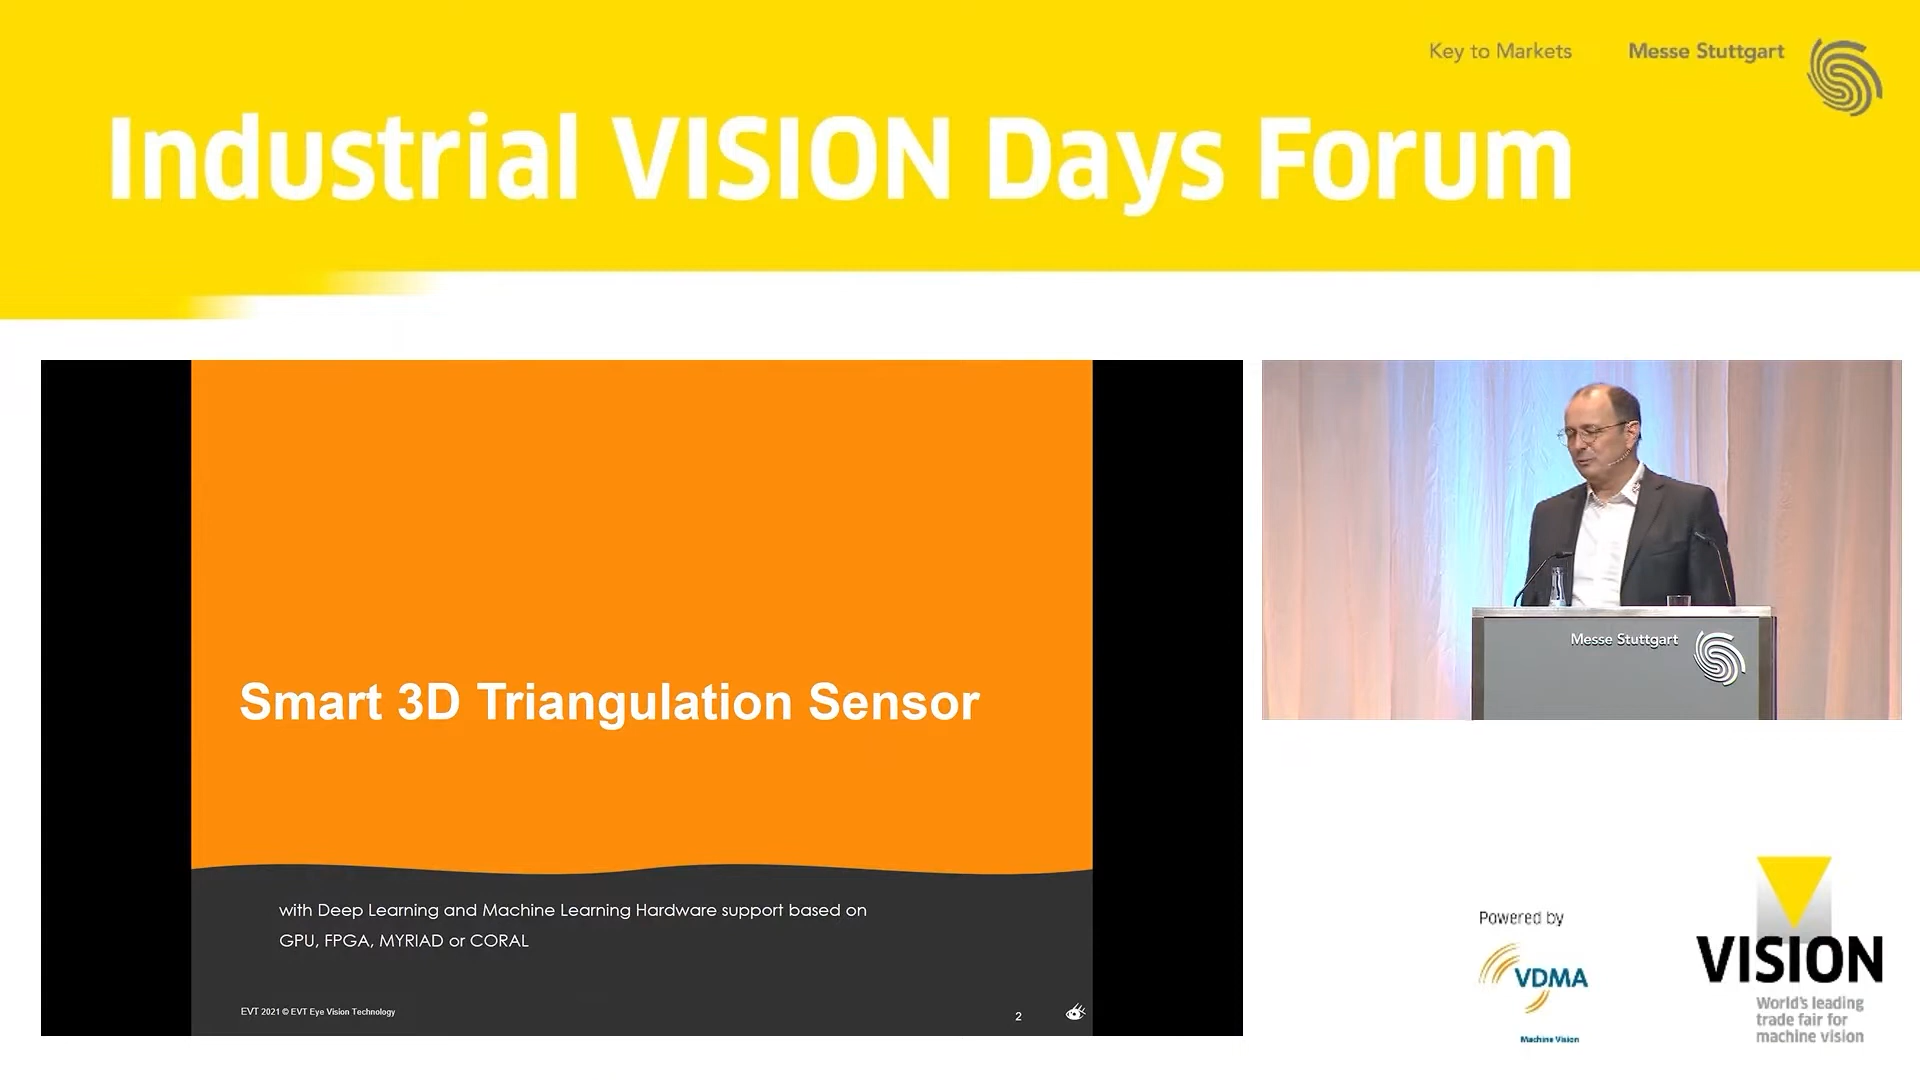 Key to Markets
Messe Stuttgart
Industrial VISION Days Forum
Smart 3D Triangulation Sensor
with Deep Learning and Machine Learning Hardware support based on
GPU, FPGA, MYRIAD or CORAL
EVT 2021 © EVT Eye Vision Technology
2
Messe Stuttgart
Powered by
VDMA
Machine Vision
VISION
World's leading
trade fair for
machine vision